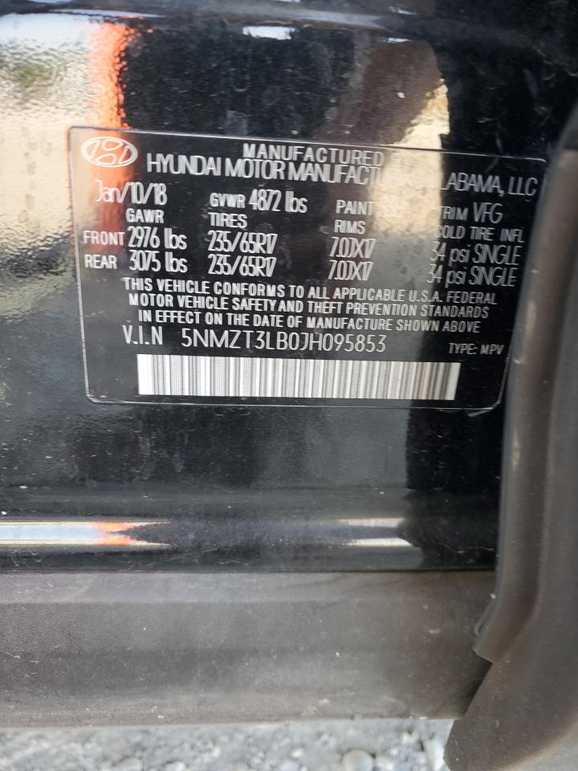 MANUFACTURED
HYUNDAI MOTOR MANUFACT LABAMA, LLC
Jan/10/18 GVWR 4872 lbs PAINT TRIM VFG
GAWR TIRES RIMS COLD TIRE INFL
FRONT 2976 lbs 235/65R17 7.0JX17 34 psi SINGLE
REAR 3075 lbs 235/65R17 7.0JX17 34 psi SINGLE
THIS VEHICLE CONFORMS TO ALL APPLICABLE U.S.A. FEDERAL
MOTOR VEHICLE SAFETY AND THEFT PREVENTION STANDARDS
IN EFFECT ON THE DATE OF MANUFACTURE SHOWN ABOVE.
V.I.N 5NMZT3LB0JH095853 TYPE: MPV